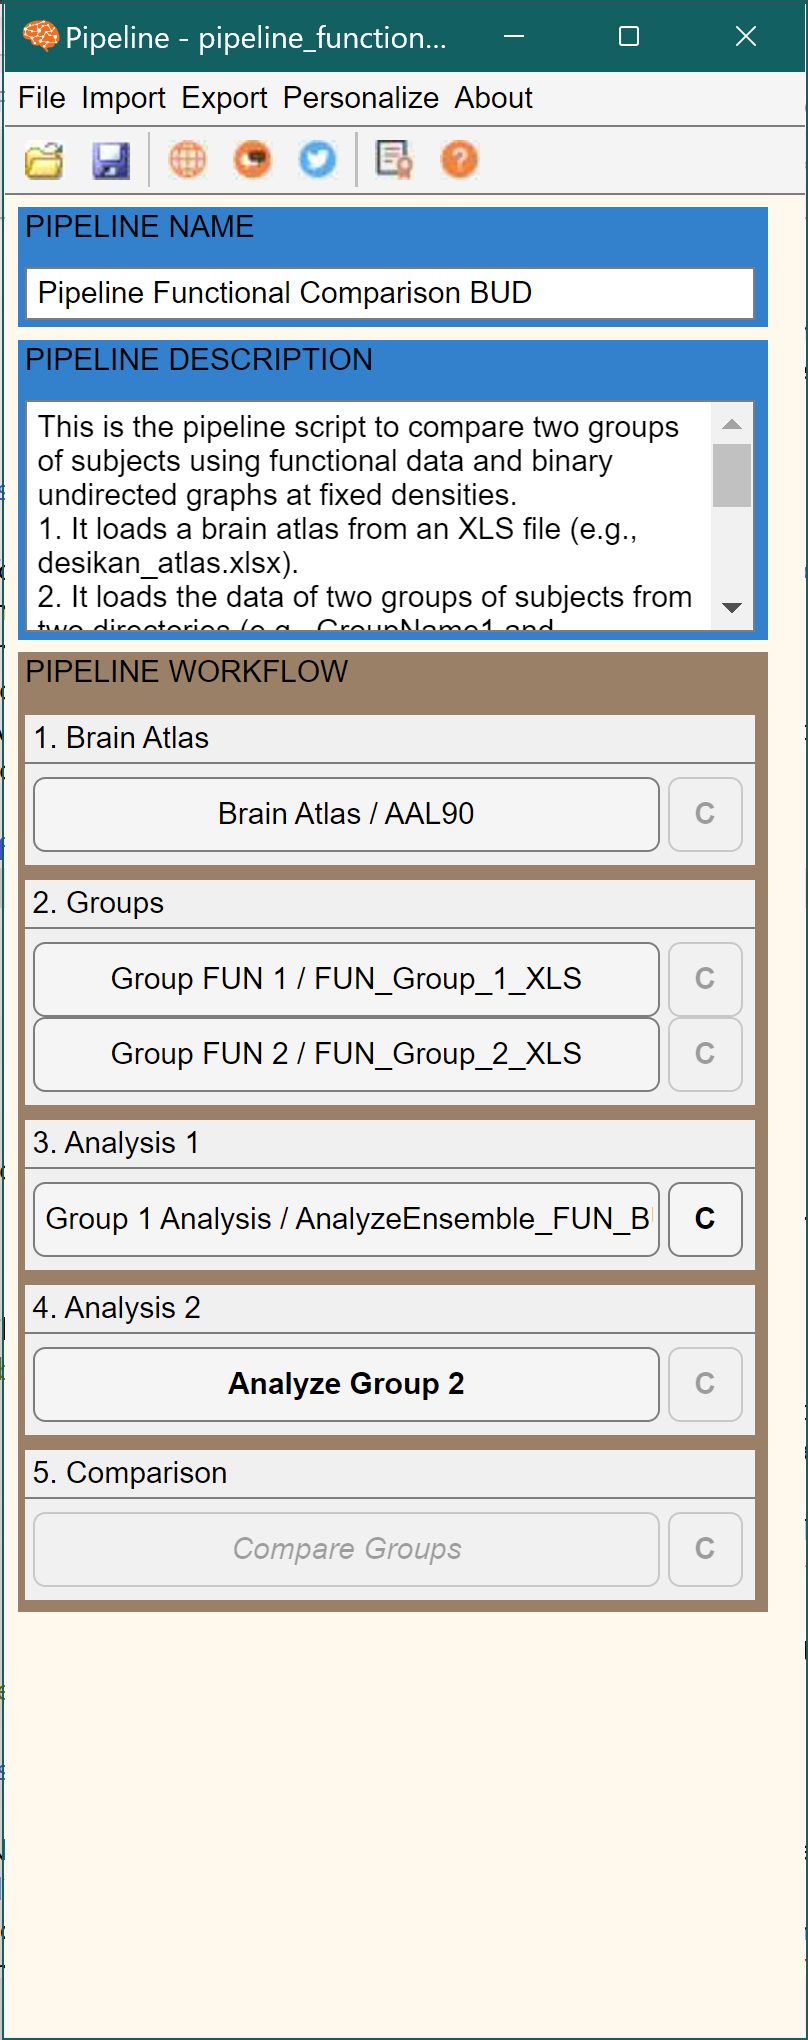 Pipeline - pipeline_function...
File Import Export Personalize About
PIPELINE NAME
Pipeline Functional Comparison BUD
PIPELINE DESCRIPTION
This is the pipeline script to compare two groups
of subjects using functional data and binary
undirected graphs at fixed densities.
1. It loads a brain atlas from an XLS file (e.g.,
desikan_atlas.xlsx).
2. It loads the data of two groups of subjects from
two directories (e.g., GroupName1 and
PIPELINE WORKFLOW
1. Brain Atlas
Brain Atlas / AAL90 C
2. Groups
Group FUN 1 / FUN_Group_1_XLS C
Group FUN 2 / FUN_Group_2_XLS C
3. Analysis 1
Group 1 Analysis / AnalyzeEnsemble_FUN_B C
4. Analysis 2
Analyze Group 2 C
5. Comparison
Compare Groups C